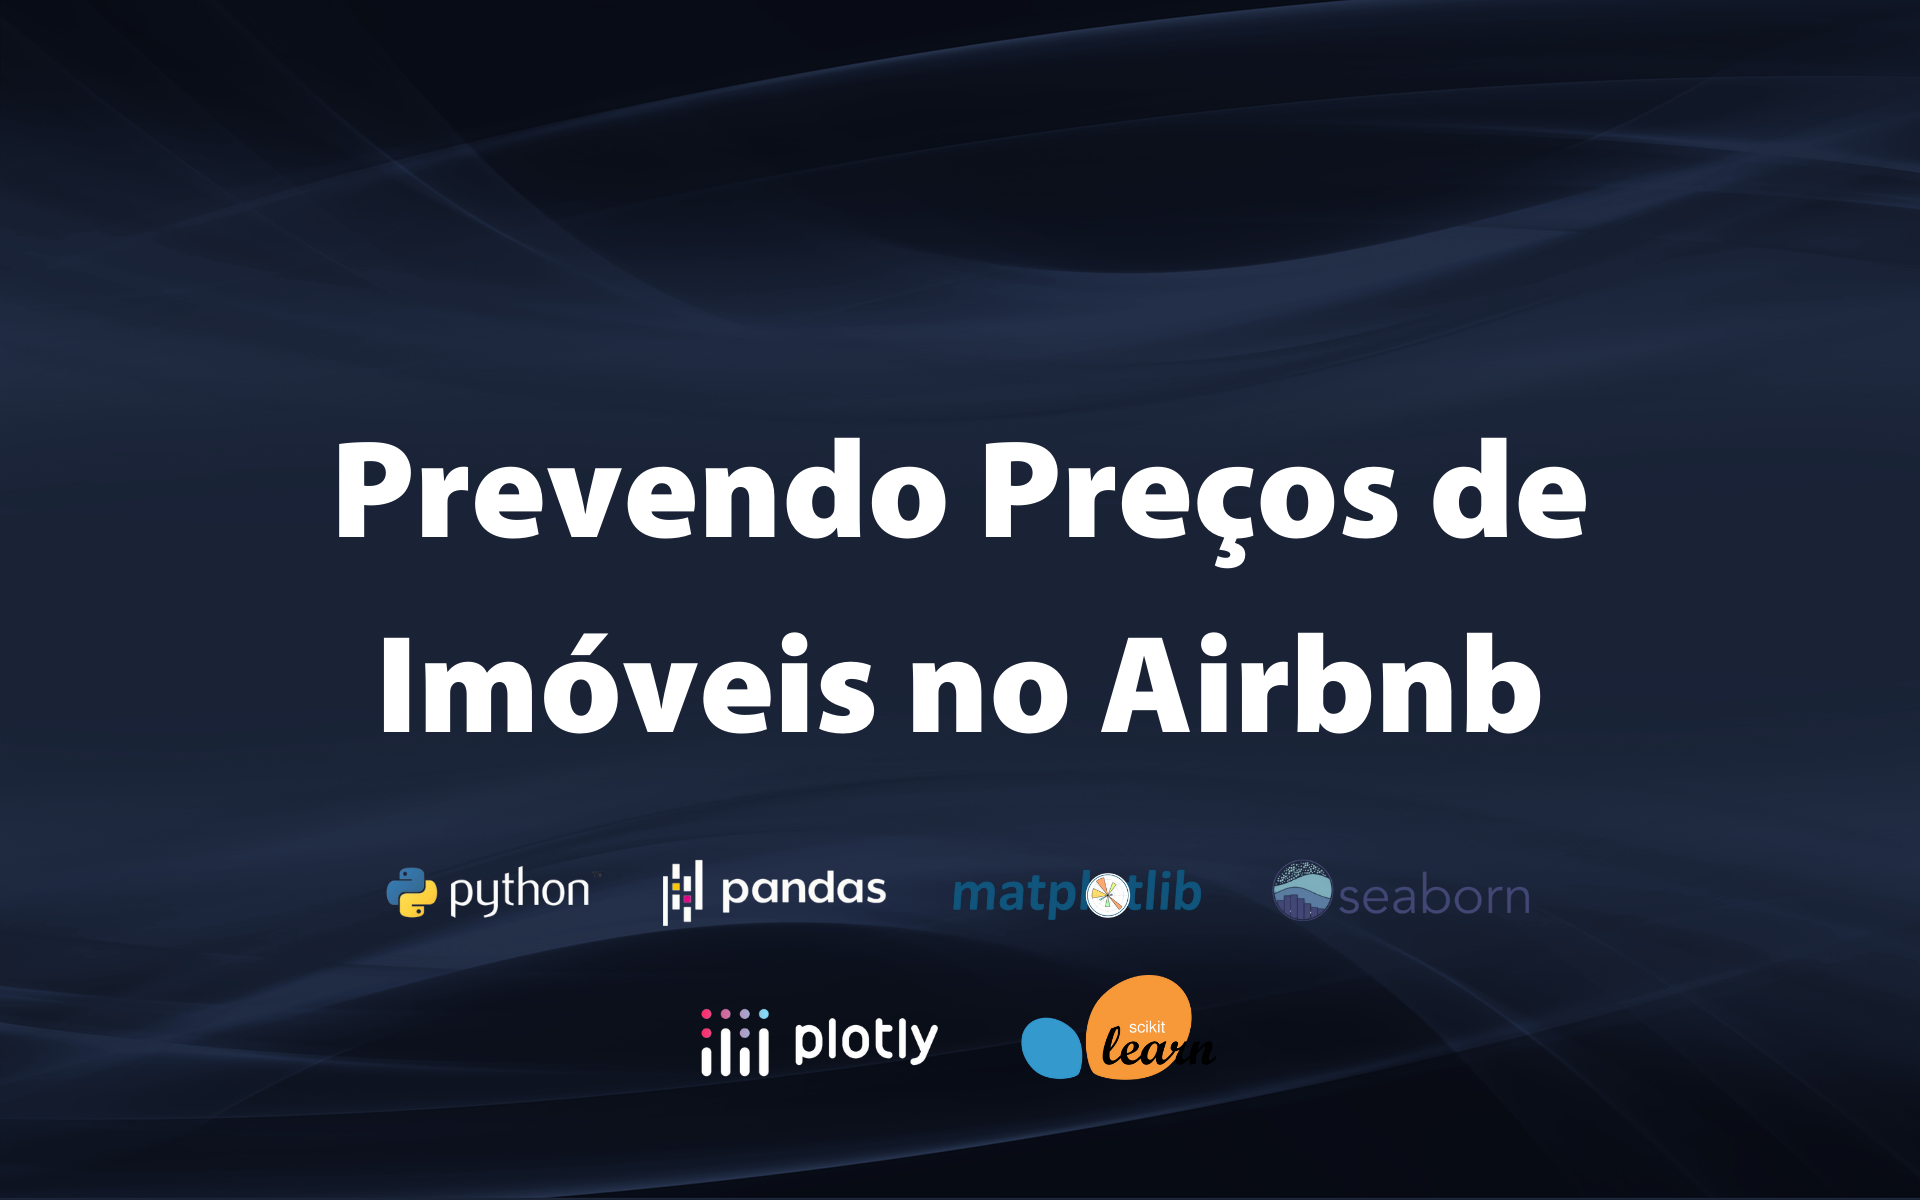 Prevendo Preços de
Imóveis no Airbnb
python pandas matplotlib seaborn
plotly scikit learn